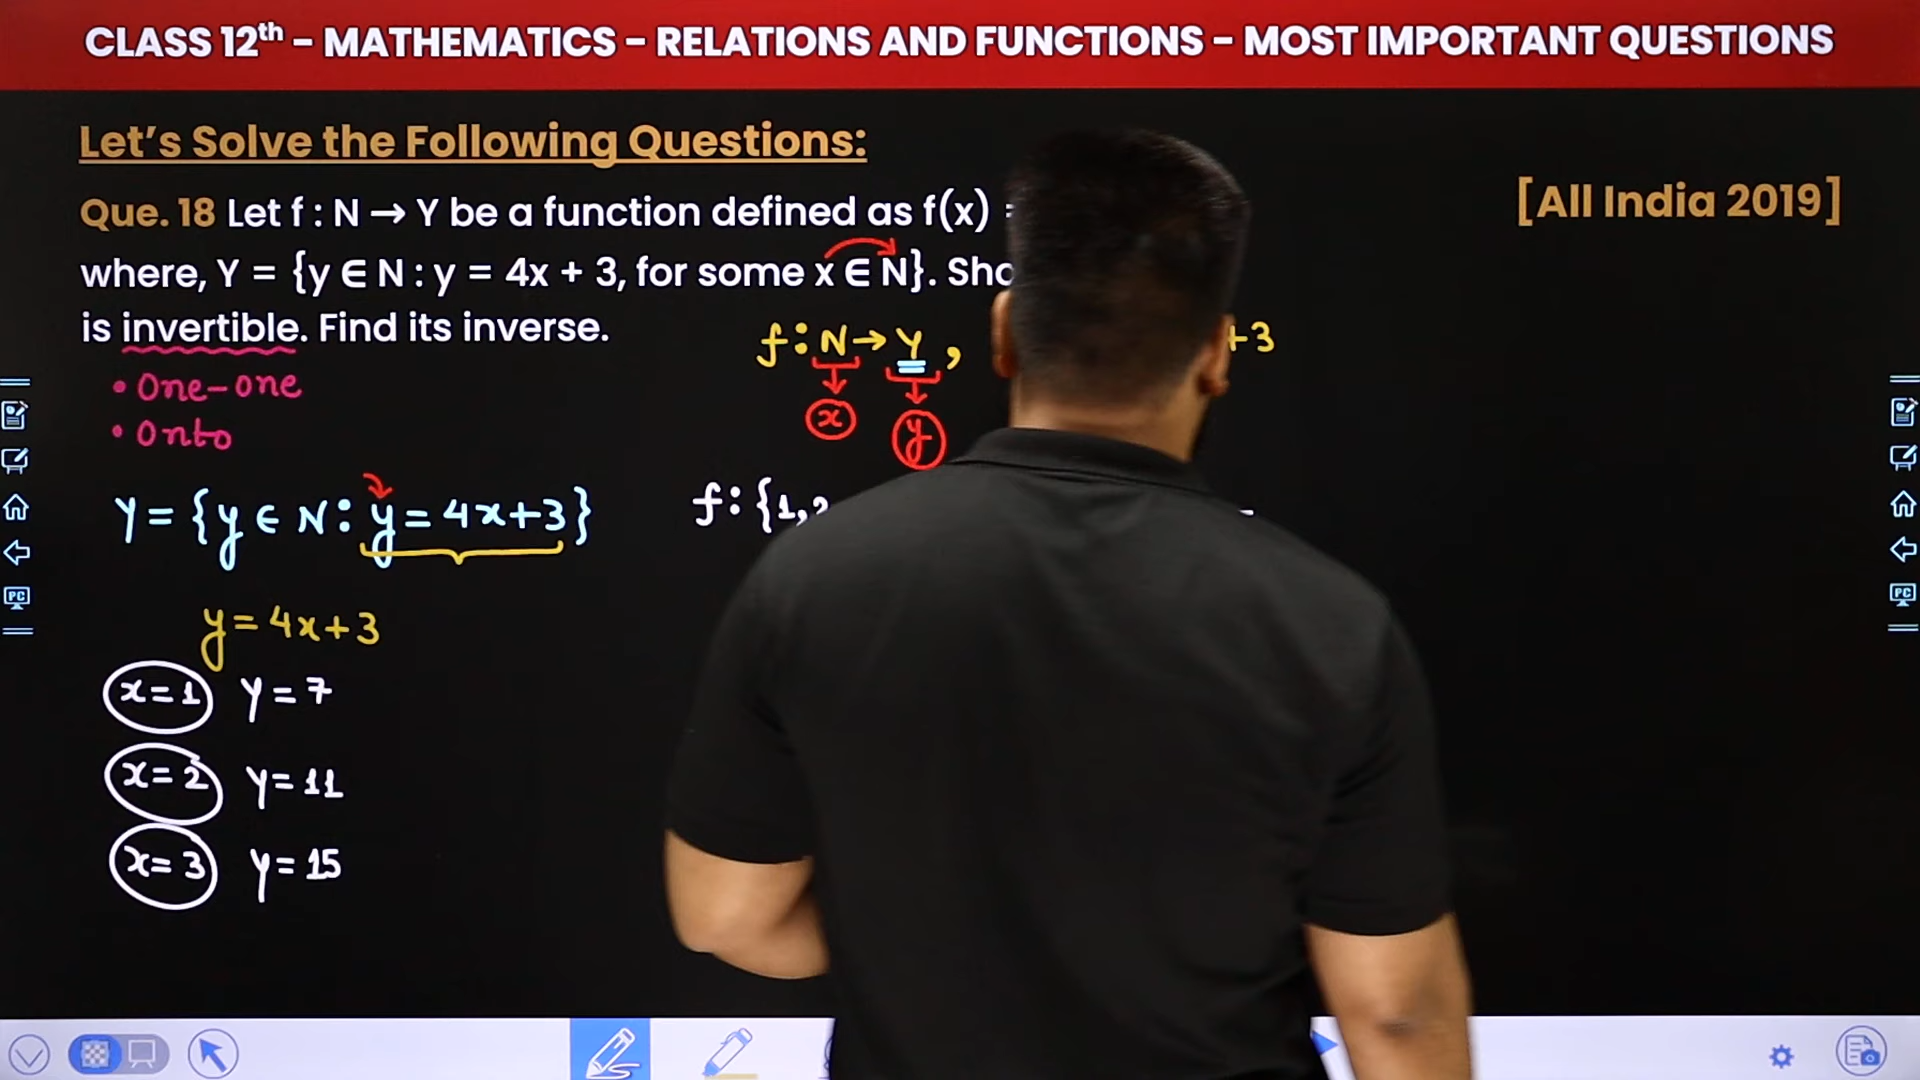 CLASS 12th – MATHEMATICS – RELATIONS AND FUNCTIONS – MOST IMPORTANT QUESTIONS
Let's Solve the Following Questions:
[All India 2019]
Que. 18 Let f : N → Y be a function defined as f(x) =
where, Y = {y ∈ N : y = 4x + 3, for some x ∈ N}.
is invertible. Find its inverse.
f : N → Y , +3
x y
• One-one
• Onto
Y = {y ∈ N : y = 4x+3}
f : {1,
y = 4x+3
x=1 Y = 7
x=2 Y = 11
x=3 Y = 15
PC PC